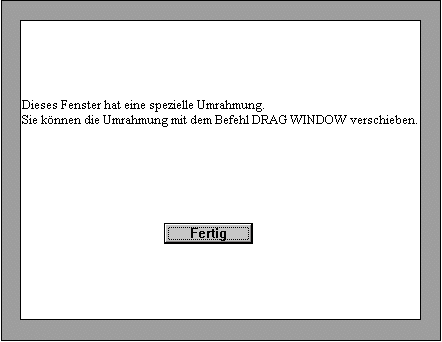 Dieses Fenster hat eine spezielle Umrahmung.
Sie können die Umrahmung mit dem Befehl DRAG WINDOW verschieben.
Fertig